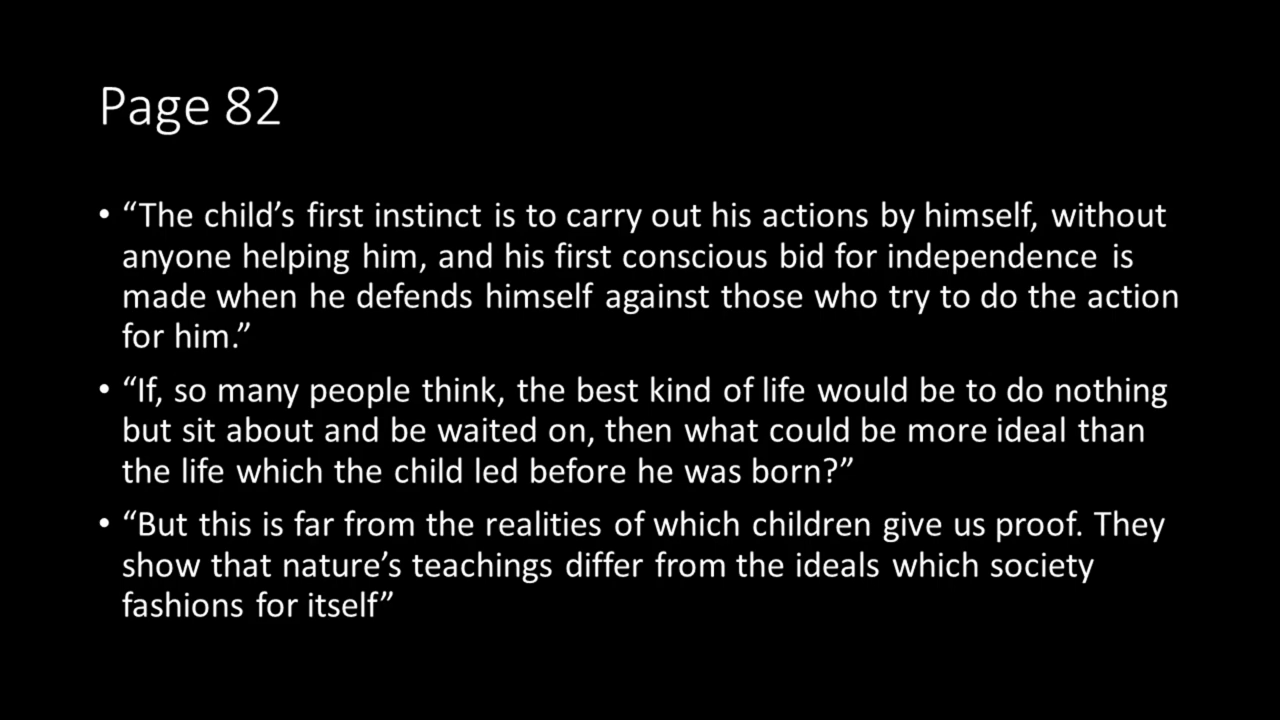 Page 82
• “The child’s first instinct is to carry out his actions by himself, without
anyone helping him, and his first conscious bid for independence is
made when he defends himself against those who try to do the action
for him.”
• “If, so many people think, the best kind of life would be to do nothing
but sit about and be waited on, then what could be more ideal than
the life which the child led before he was born?”
• “But this is far from the realities of which children give us proof. They
show that nature’s teachings differ from the ideals which society
fashions for itself”